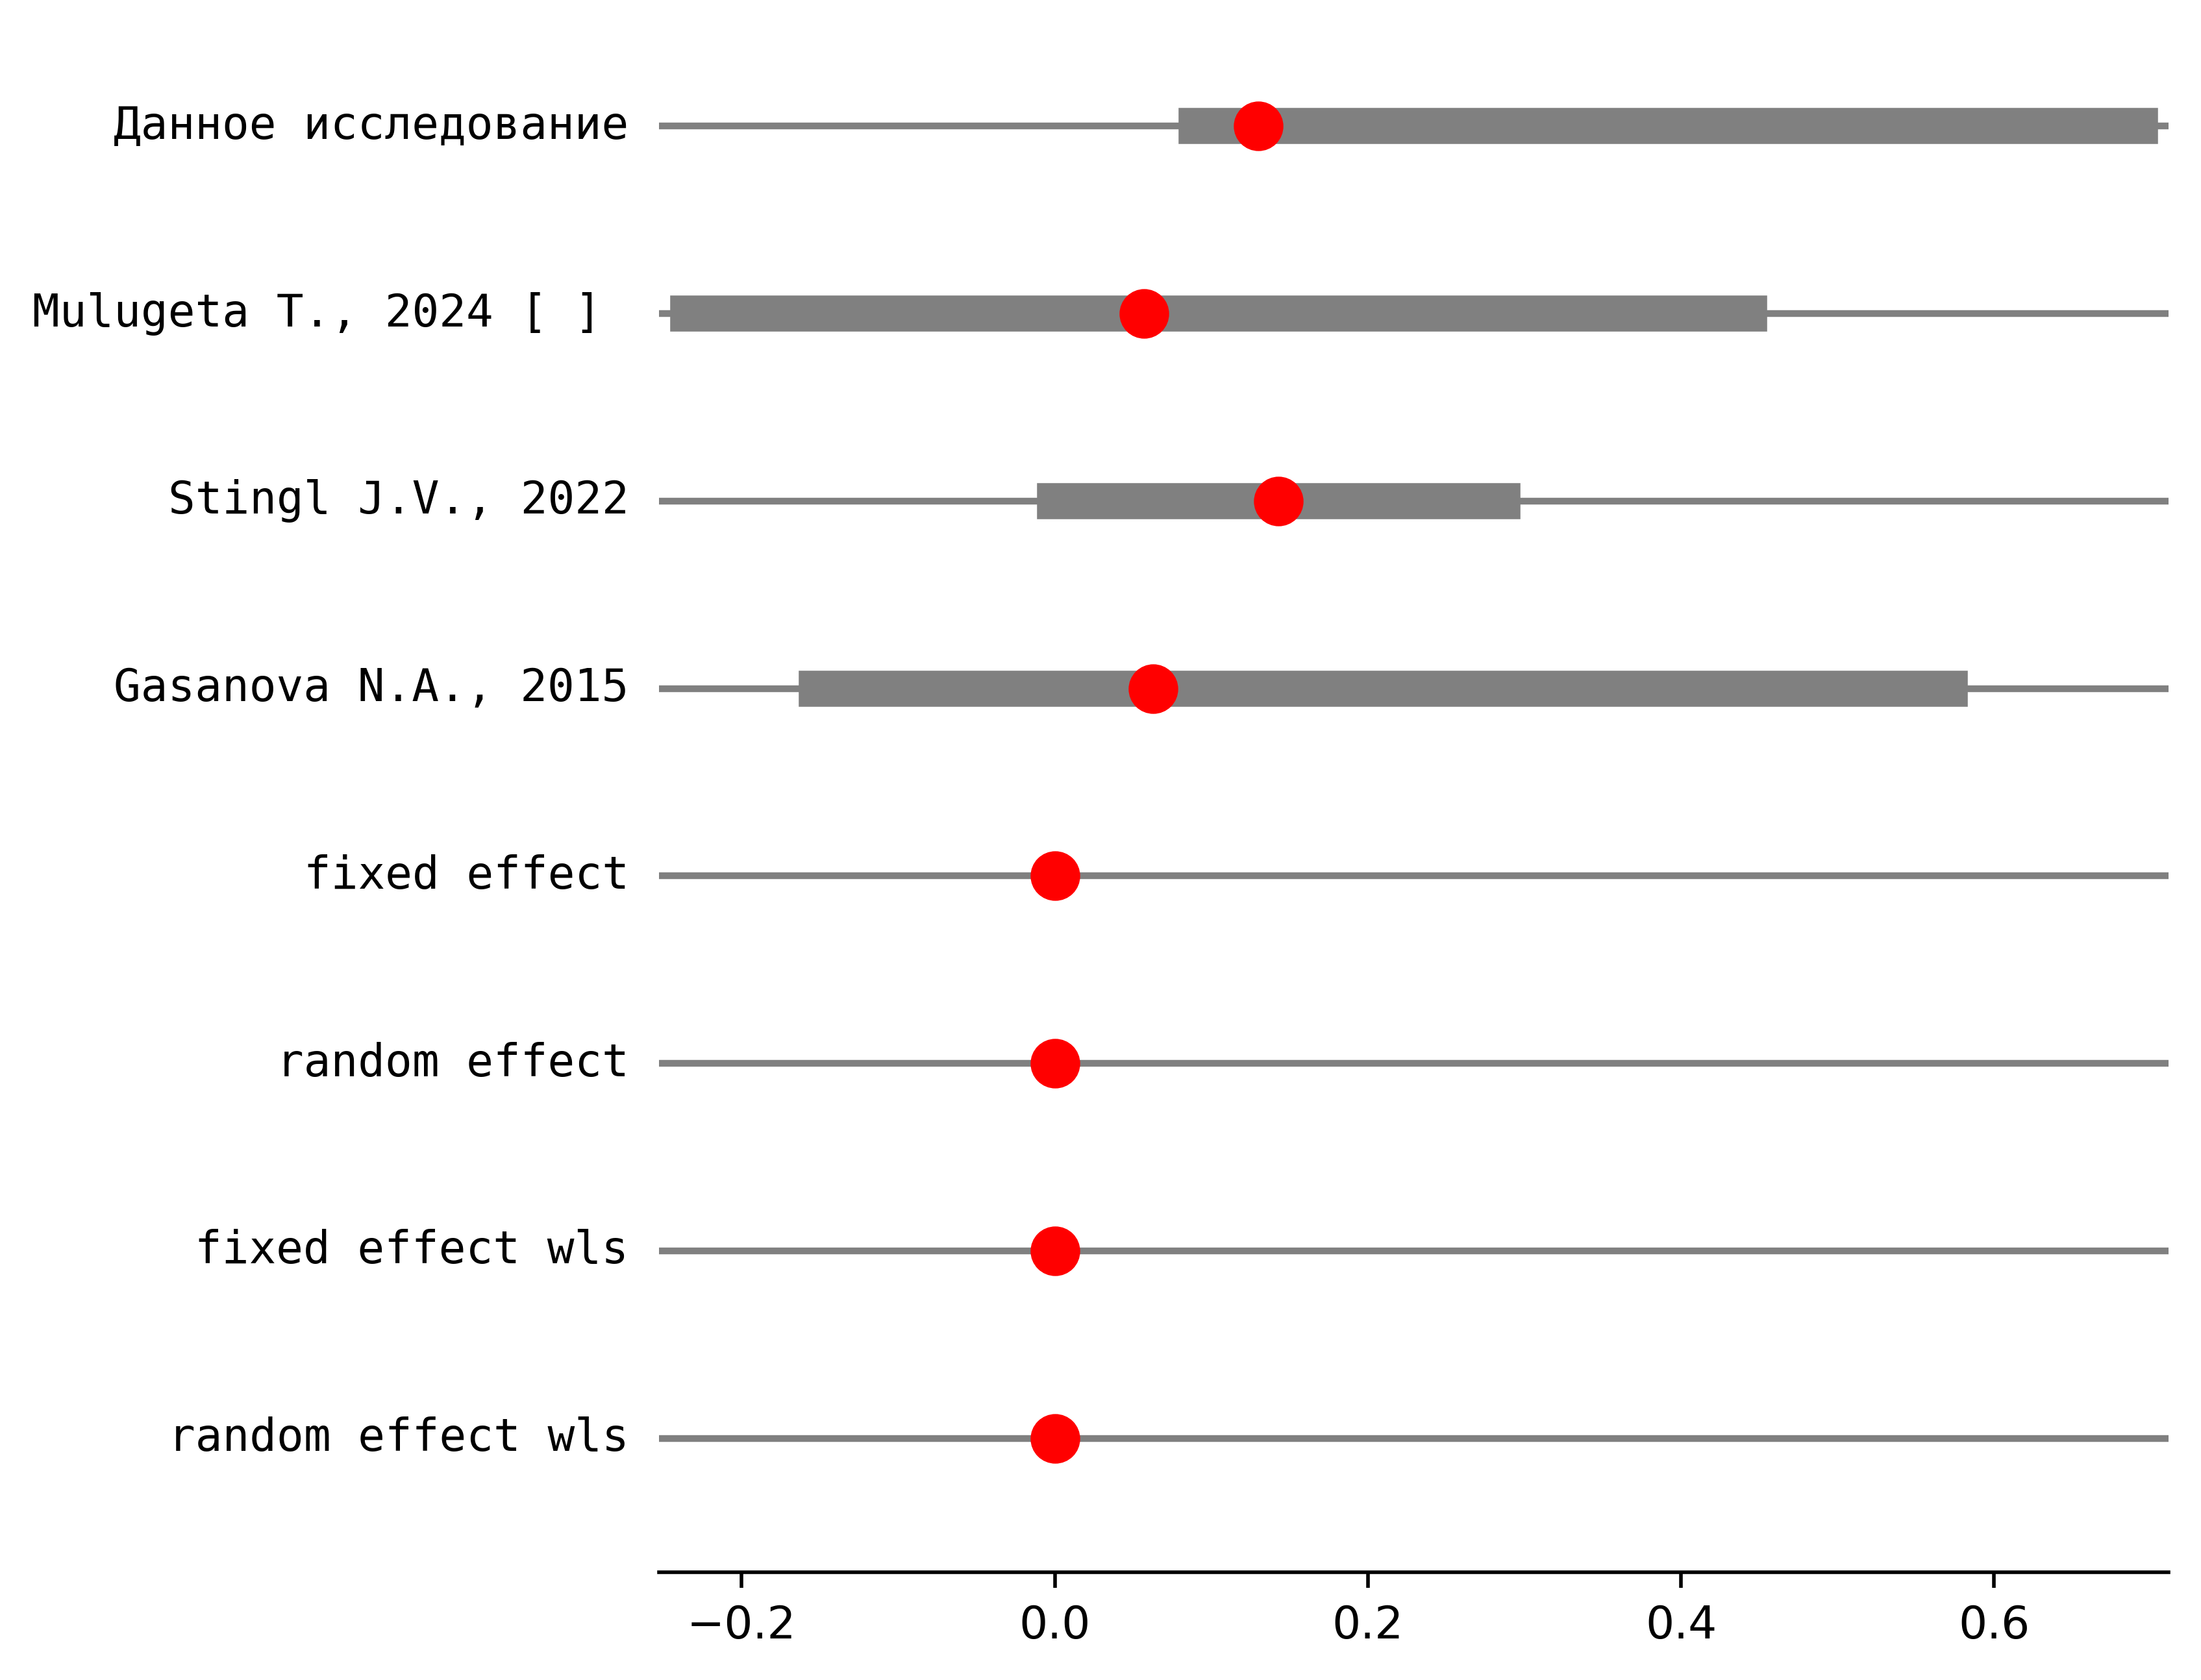 Данное исследование
Mulugeta T., 2024 [ ]
Stingl J.V., 2022
Gasanova N.A., 2015
fixed effect
random effect
fixed effect wls
random effect wls
−0.2 0.0 0.2 0.4 0.6